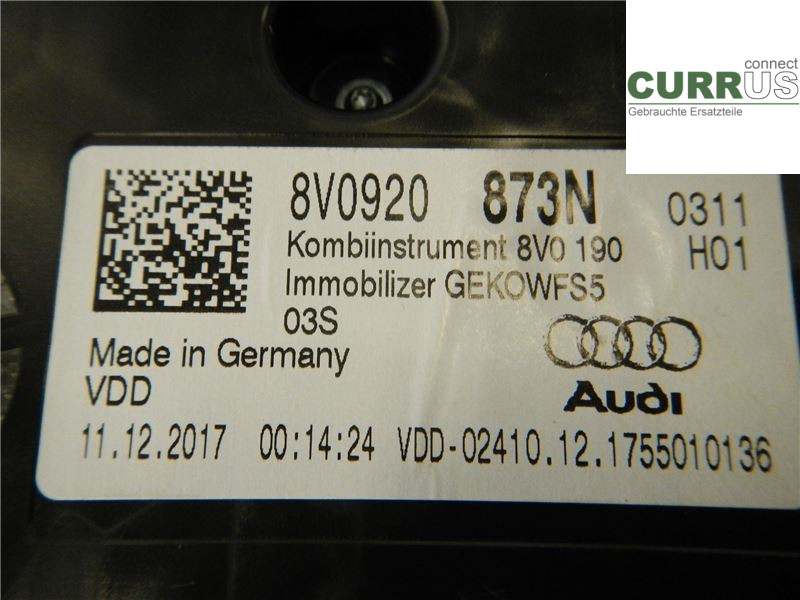 connect
CURRUS
Gebrauchte Ersatzteile
8V0920 873N 0311
Kombiinstrument 8V0 190 H01
Immobilizer GEKOWFS5
03S
Made in Germany
VDD
Audi
11.12.2017 00:14:24 VDD-02410.12.1755010136